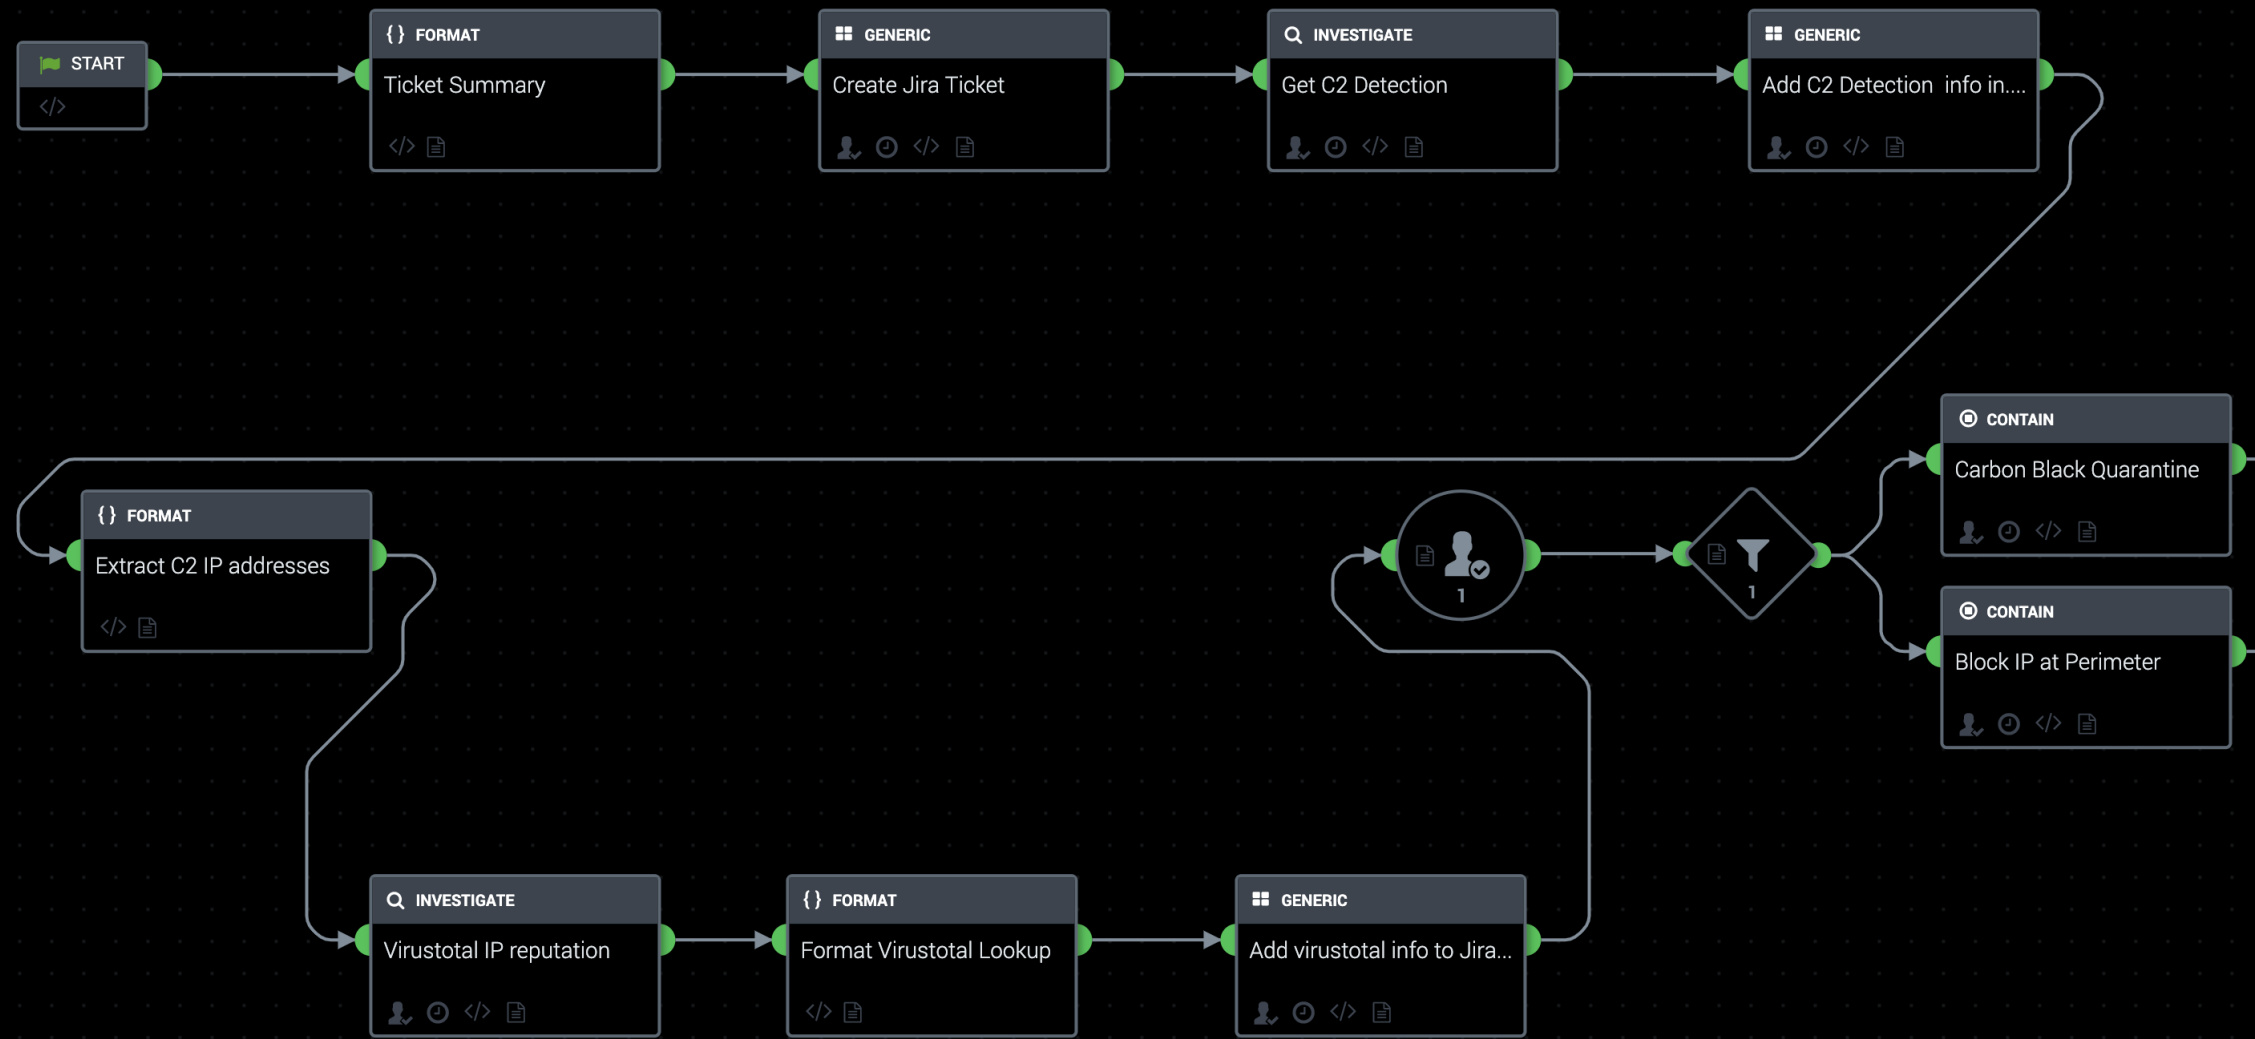 START
FORMAT
Ticket Summary
GENERIC
Create Jira Ticket
INVESTIGATE
Get C2 Detection
GENERIC
Add C2 Detection  info in....
CONTAIN
Carbon Black Quarantine
FORMAT
Extract C2 IP addresses
1
1
CONTAIN
Block IP at Perimeter
INVESTIGATE
Virustotal IP reputation
FORMAT
Format Virustotal Lookup
GENERIC
Add virustotal info to Jira...